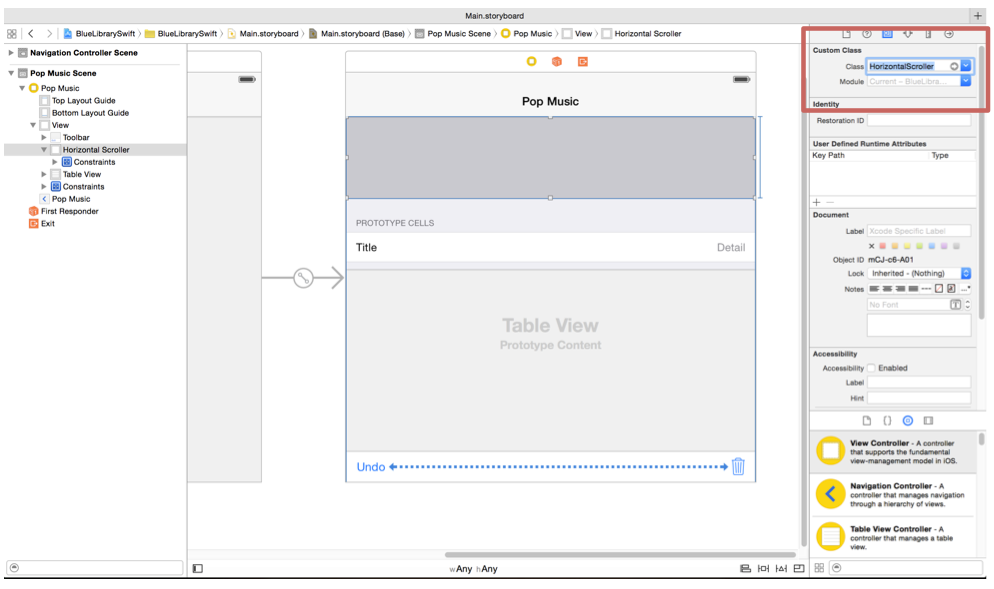 Main.storyboard
BlueLibrarySwift
BlueLibrarySwift
Main.storyboard
Main.storyboard (Base)
Pop Music Scene
Pop Music
View
Horizontal Scroller
Navigation Controller Scene
Pop Music Scene
Pop Music
Top Layout Guide
Bottom Layout Guide
View
Toolbar
Horizontal Scroller
Constraints
Table View
Constraints
Pop Music
First Responder
Exit
Pop Music
PROTOTYPE CELLS
Title Detail
Table View
Prototype Content
Undo
wAny hAny
Custom Class
Class HorizontalScroller
Module Current – BlueLibra...
Identity
Restoration ID
User Defined Runtime Attributes
Key Path Type
Document
Label Xcode Specific Label
Object ID mCJ-c6-A01
Lock Inherited - (Nothing)
Notes
No Font
Accessibility
Accessibility Enabled
Label
Hint
View Controller - A controller
that supports the fundamental
view-management model in iOS.
Navigation Controller - A
controller that manages navigation
through a hierarchy of views.
Table View Controller - A
controller that manages a table
view.